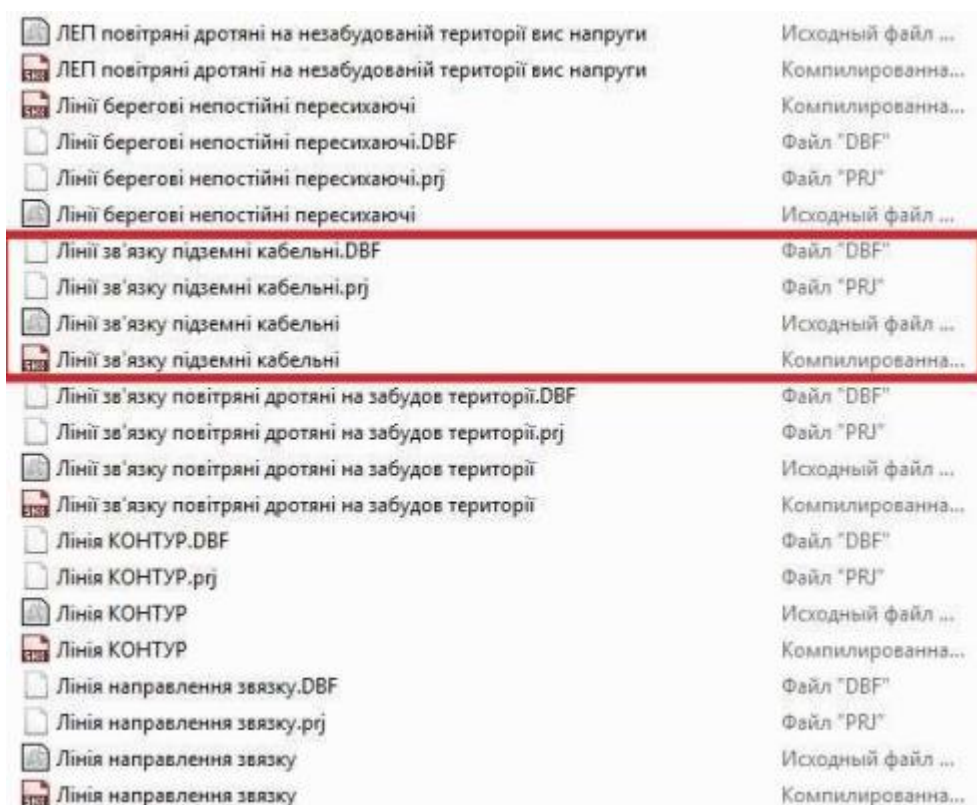 ЛЕП повітряні дротяні на незабудованій території вис напруги Исходный файл ...
ЛЕП повітряні дротяні на незабудованій території вис напруги Компилированна...
Лінії берегові непостійні пересихаючі Компилированна...
Лінії берегові непостійні пересихаючі.DBF Файл "DBF"
Лінії берегові непостійні пересихаючі.prj Файл "PRJ"
Лінії берегові непостійні пересихаючі Исходный файл ...
Лінії зв'язку підземні кабельні.DBF Файл "DBF"
Лінії зв'язку підземні кабельні.prj Файл "PRJ"
Лінії зв'язку підземні кабельні Исходный файл ...
Лінії зв'язку підземні кабельні Компилированна...
Лінії зв'язку повітряні дротяні на забудов території.DBF Файл "DBF"
Лінії зв'язку повітряні дротяні на забудов території.prj Файл "PRJ"
Лінії зв'язку повітряні дротяні на забудов території Исходный файл ...
Лінії зв'язку повітряні дротяні на забудов території Компилированна...
Лінія КОНТУР.DBF Файл "DBF"
Лінія КОНТУР.prj Файл "PRJ"
Лінія КОНТУР Исходный файл ...
Лінія КОНТУР Компилированна...
Лінія направлення звязку.DBF Файл "DBF"
Лінія направлення звязку.prj Файл "PRJ"
Лінія направлення звязку Исходный файл ...
Лінія направлення звязку Компилированна...